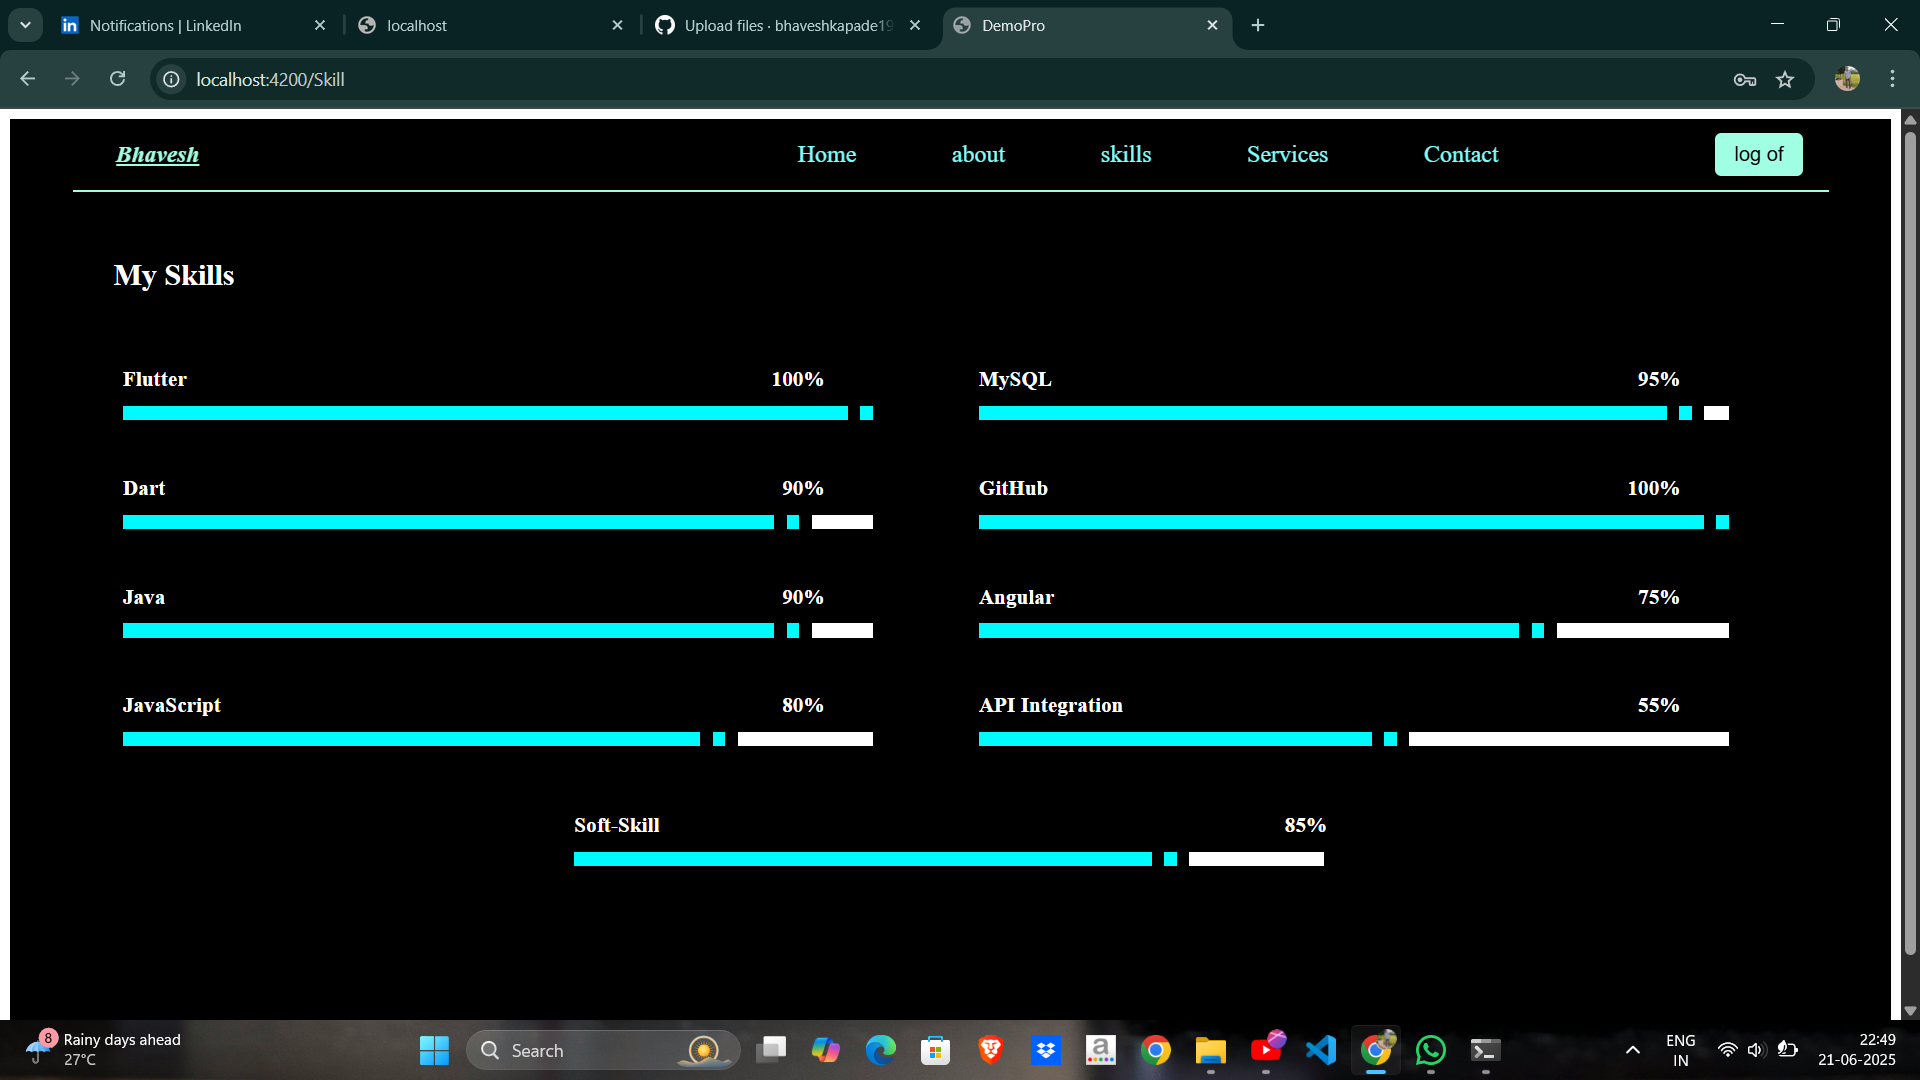 Notifications | LinkedIn
localhost
Upload files · bhaveshkapade19
DemoPro
localhost:4200/Skill
Bhavesh
Home
about
skills
Services
Contact
log of
My Skills
Flutter 100%
MySQL 95%
Dart 90%
GitHub 100%
Java 90%
Angular 75%
JavaScript 80%
API Integration 55%
Soft-Skill 85%
8
Rainy days ahead
27°C
Search
a
ENG
IN
22:49
21-06-2025